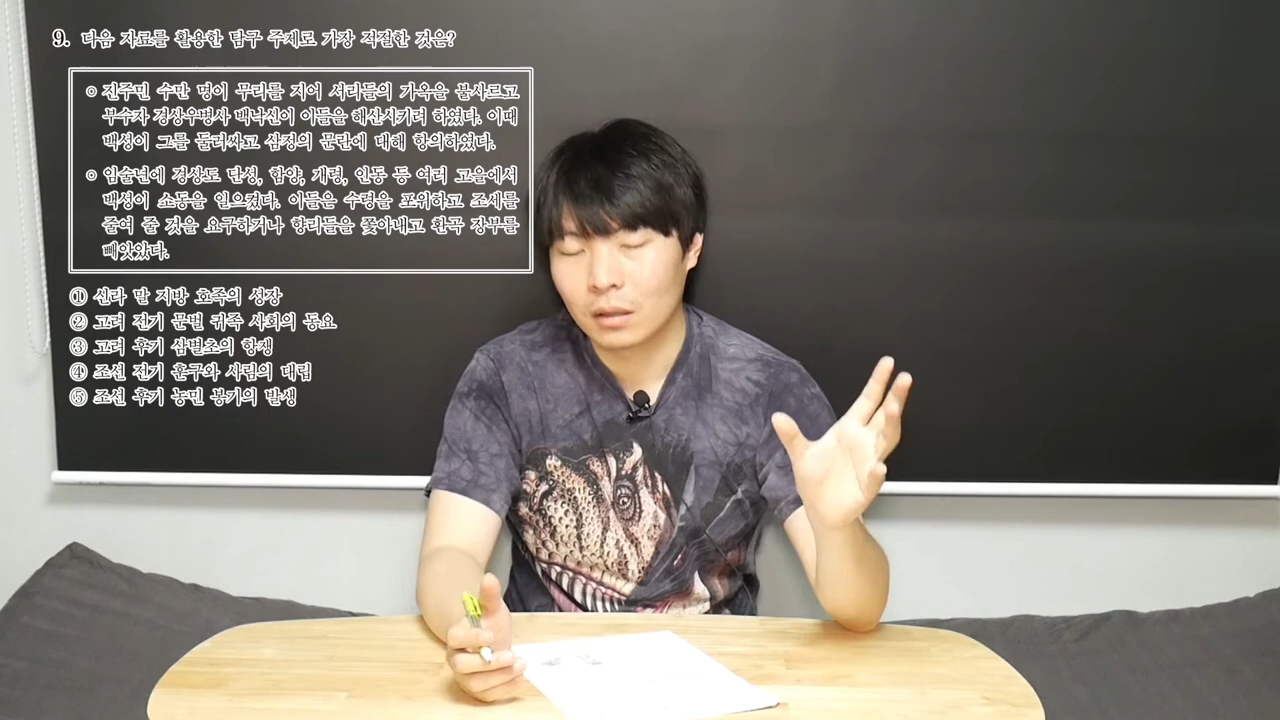 9. 다음 자료를 활용한 탐구 주제로 가장 적절한 것은?
○ 진주민 수만 명이 무리를 지어 서리들의 가옥을 불사르고
부수자 경상우병사 백낙신이 이들을 해산시키려 하였다. 이때
백성이 그를 둘러싸고 삼정의 문란에 대해 항의하였다.
○ 임술년에 경상도 단성, 함양, 개령, 안동 등 여러 고을에서
백성이 소동을 일으켰다. 이들은 수령을 포위하고 조세를
줄여 줄 것을 요구하거나 향리들을 쫓아내고 환곡 장부를
빼앗았다.
① 신라 말 지방 호족의 성장
② 고려 전기 문벌 귀족 사회의 동요
③ 고려 후기 삼별초의 항쟁
④ 조선 전기 훈구와 사림의 대립
⑤ 조선 후기 농민 봉기의 발생